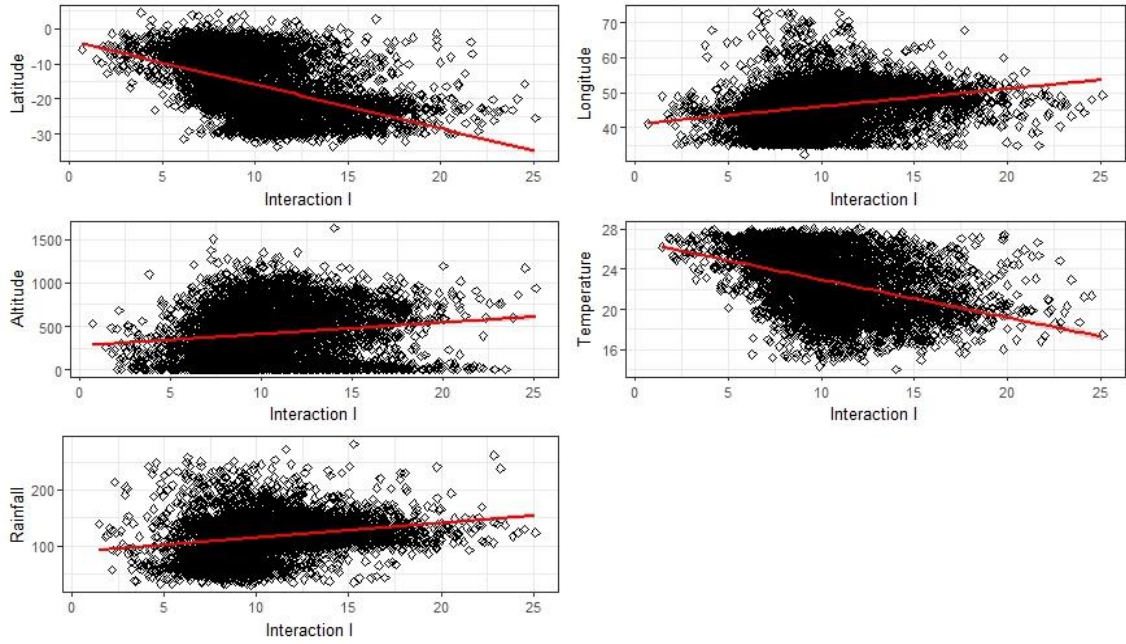 Latitude
0
-10
-20
-30
0 5 10 15 20 25
Interaction I
Longitude
70
60
50
40
0 5 10 15 20 25
Interaction I
Altitude
1500
1000
500
0
0 5 10 15 20 25
Interaction I
Temperature
28
24
20
16
0 5 10 15 20 25
Interaction I
Rainfall
200
100
0 5 10 15 20 25
Interaction I